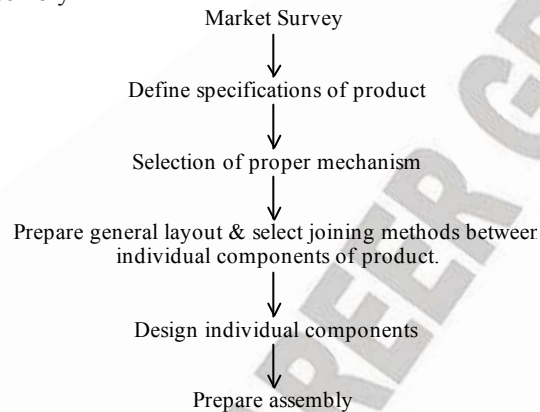 Market Survey
Define specifications of product
Selection of proper mechanism
Prepare general layout & select joining methods between
individual components of product.
Design individual components
Prepare assembly